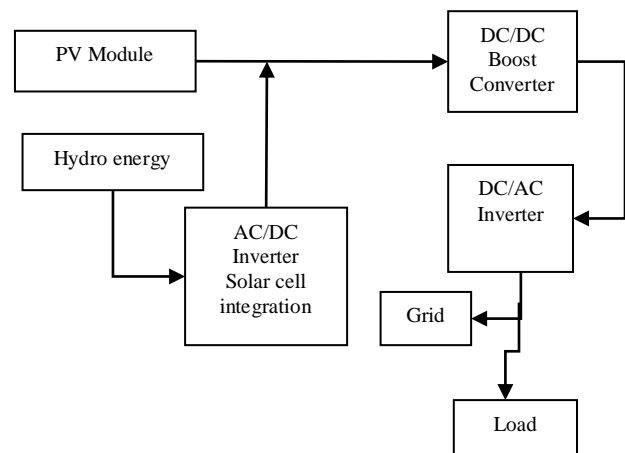 PV Module
DC/DC
Boost
Converter
Hydro energy
DC/AC
Inverter
AC/DC
Inverter
Solar cell
integration
Grid
Load